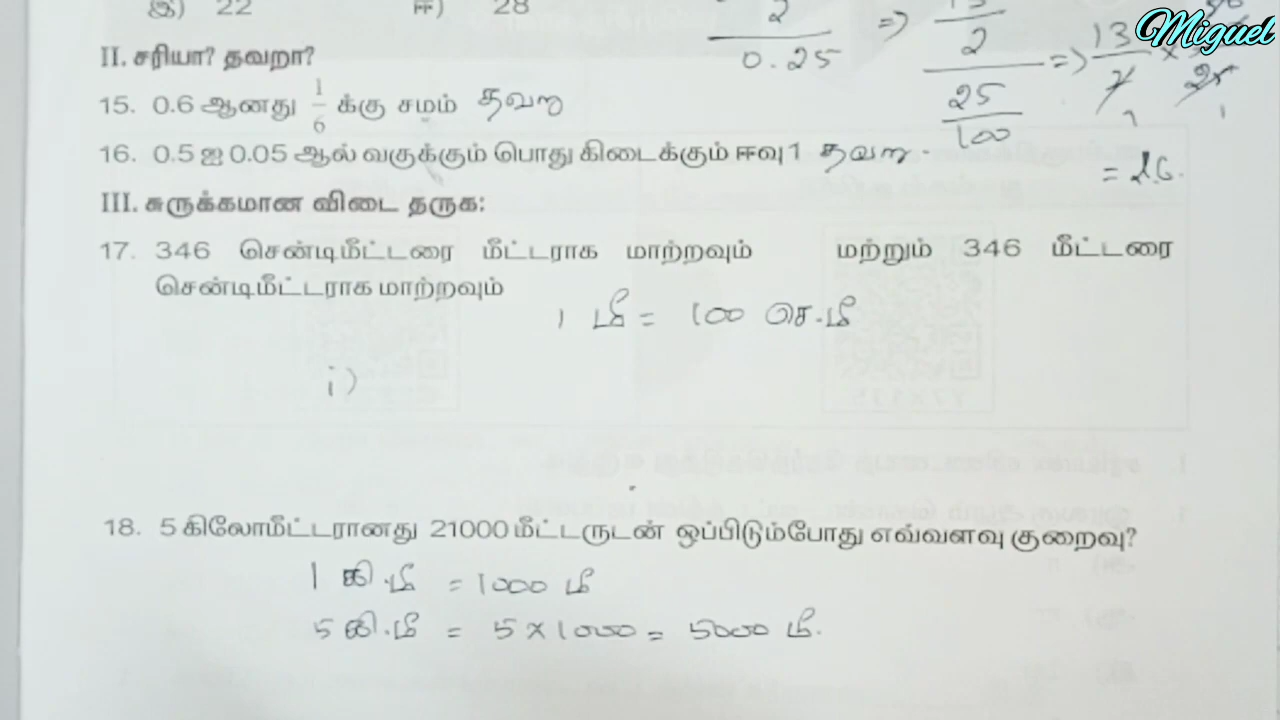 இ) 22 ஈ) 28
Miguel
2
0.25
=>
2
25
100
=> 13
2
25
= 26.
II. சரியா? தவறா?
15. 0.6 ஆனது 1/6 க்கு சமம் தவறு
16. 0.5 ஐ 0.05 ஆல் வகுக்கும் பொது கிடைக்கும் ஈவு 1 தவறு.
III. சுருக்கமான விடை தருக:
17. 346 சென்டிமீட்டரை மீட்டராக மாற்றவும் மற்றும் 346 மீட்டரை
சென்டிமீட்டராக மாற்றவும்
1 மீ = 100 செ.மீ
i)
18. 5 கிலோமீட்டரானது 21000 மீட்டருடன் ஒப்பிடும்போது எவ்வளவு குறைவு?
1 கி.மீ = 1000 மீ
5 கி.மீ = 5 × 1000 = 5000 மீ.